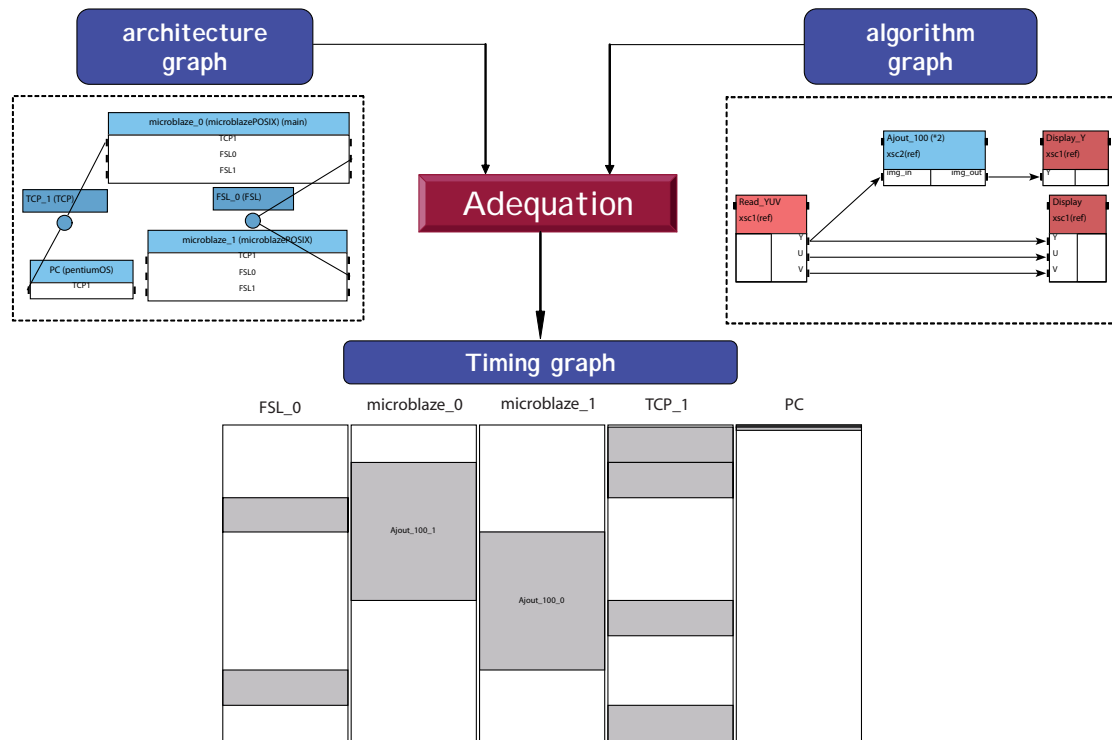 architecture
graph
algorithm
graph
microblaze_0 (microblazePOSIX) (main)
TCP1
FSL0
FSL1
TCP_1 (TCP)
FSL_0 (FSL)
microblaze_1 (microblazePOSIX)
TCP1
FSL0
FSL1
PC (pentiumOS)
TCP1
Adequation
Ajout_100 (*2)
xsc2(ref)
img_in img_out
Display_Y
xsc1(ref)
Y
Read_YUV
xsc1(ref)
Y
U
V
Display
xsc1(ref)
Y
U
V
Timing graph
FSL_0 microblaze_0 microblaze_1 TCP_1 PC
Ajout_100_1
Ajout_100_0